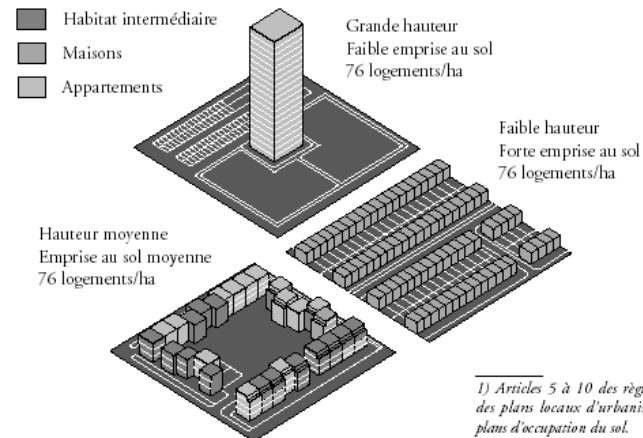 Habitat intermédiaire
Maisons
Appartements
Grande hauteur
Faible emprise au sol
76 logements/ha
Faible hauteur
Forte emprise au sol
76 logements/ha
Hauteur moyenne
Emprise au sol moyenne
76 logements/ha
1) Articles 5 à 10 des
des plans locaux
plans d'occupation du sol.